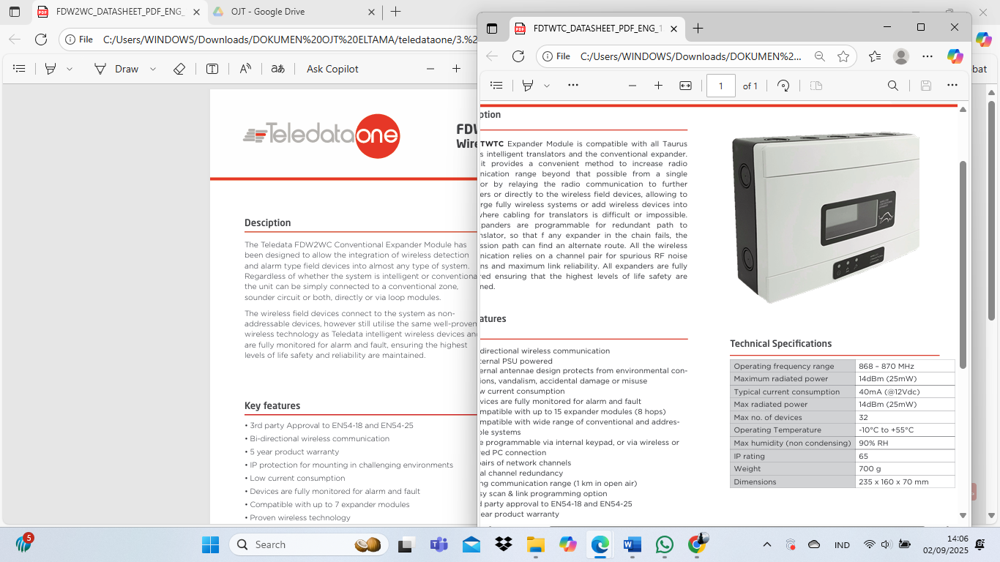 FDW2WC_DATASHEET_PDF_ENG_
OJT - Google Drive
File
C:/Users/WINDOWS/Downloads/DOKUMEN%20OJT%20ELTAMA/teledataone/3.%2
Draw
Ask Copilot
bat
Teledata one
FDW
Wire
Desciption
The Teledata FDW2WC Conventional Expander Module has
been designed to allow the integration of wireless detection
and alarm type field devices into almost any type of system.
Regardless of whether the system is intelligent or conventiona
the unit can be simply connected to a conventional zone,
sounder circuit or both, directly or via loop modules.
The wireless field devices connect to the system as non-
addressable devices, however still utilise the same well-proven
wireless technology as Teledata intelligent wireless devices an
are fully monitored for alarm and fault, ensuring the highest
levels of life safety and reliability are maintained.
Key features
• 3rd party Approval to EN54-18 and EN54-25
• Bi-directional wireless communication
• 5 year product warranty
• IP protection for mounting in challenging environments
• Low current consumption
• Devices are fully monitored for alarm and fault
• Compatible with up to 7 expander modules
• Proven wireless technology
FDTWTC_DATASHEET_PDF_ENG_1
File
C:/Users/WINDOWS/Downloads/DOKUMEN%2...
1
of 1
ption
TWTC Expander Module is compatible with all Taurus
s intelligent translators and the conventional expander.
it provides a convenient method to increase radio
nication range beyond that possible from a single
or by relaying the radio communication to further
ers or directly to the wireless field devices, allowing to
rge fully wireless systems or add wireless devices into
where cabling for translators is difficult or impossible.
panders are programmable for redundant path to
nslator, so that f any expander in the chain fails, the
ssion path can find an alternate route. All the wireless
nication relies on a channel pair for spurious RF noise
ns and maximum link reliability. All expanders are fully
red ensuring that the highest levels of life safety are
ned.
atures
directional wireless communication
ternal PSU powered
ernal antennae design protects from environmental con-
ions, vandalism, accidental damage or misuse
w current consumption
vices are fully monitored for alarm and fault
mpatible with up to 15 expander modules (8 hops)
mpatible with wide range of conventional and addres-
ble systems
e programmable via internal keypad, or via wireless or
red PC connection
pairs of network channels
al channel redundancy
ng communication range (1 km in open air)
sy scan & link programming option
d party approval to EN54-18 and EN54-25
ear product warranty
Technical Specifications
Operating frequency range 868 – 870 MHz
Maximum radiated power 14dBm (25mW)
Typical current consumption 40mA (@12Vdc)
Max radiated power 14dBm (25mW)
Max no. of devices 32
Operating Temperature -10°C to +55°C
Max humidity (non condensing) 90% RH
IP rating 65
Weight 700 g
Dimensions 235 x 160 x 70 mm
5
Search
IND
14:06
02/09/2025